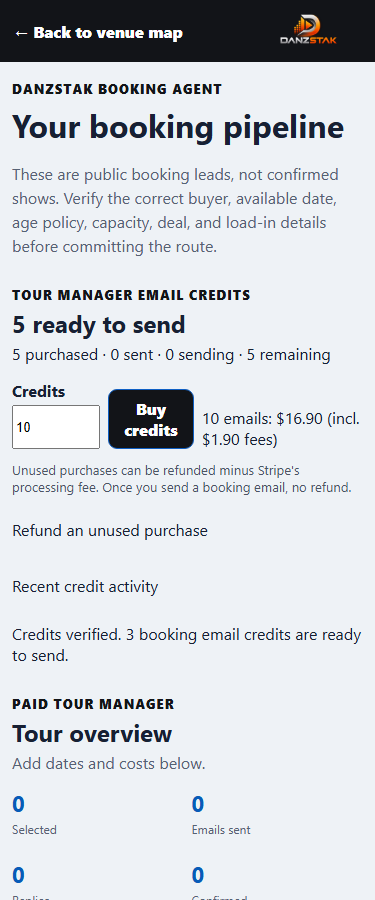 ← Back to venue map
DANZSTAK
DANZSTAK BOOKING AGENT
Your booking pipeline
These are public booking leads, not confirmed
shows. Verify the correct buyer, available date,
age policy, capacity, deal, and load-in details
before committing the route.
TOUR MANAGER EMAIL CREDITS
5 ready to send
5 purchased · 0 sent · 0 sending · 5 remaining
Credits
10
Buy
credits
10 emails: $16.90 (incl.
$1.90 fees)
Unused purchases can be refunded minus Stripe's
processing fee. Once you send a booking email, no refund.
Refund an unused purchase
Recent credit activity
Credits verified. 3 booking email credits are ready
to send.
PAID TOUR MANAGER
Tour overview
Add dates and costs below.
0
0
Selected
Emails sent
0
0
Replies
Confirmed